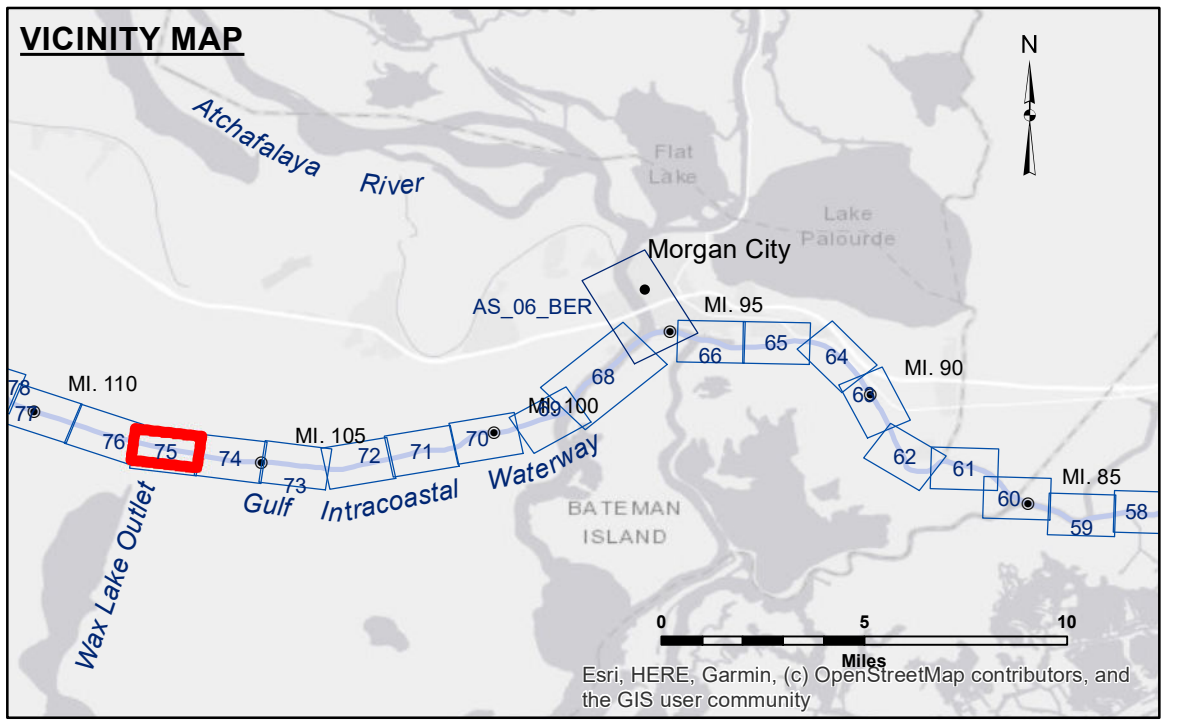 VICINITY MAP
N
Atchafalaya River
Flat
Lake
Lake
Palourde
Morgan City
AS_06_BER
MI. 95
66
65
64
68
MI. 90
63
78
MI. 110
77
69
MI. 100
76
75
74
MI. 105
73
72
71
70
62
61
MI. 85
60
59
58
Gulf Intracoastal Waterway
Wax Lake Outlet
BATEMAN
ISLAND
0 5 10
Miles
Esri, HERE, Garmin, (c) OpenStreetMap contributors, and
the GIS user community